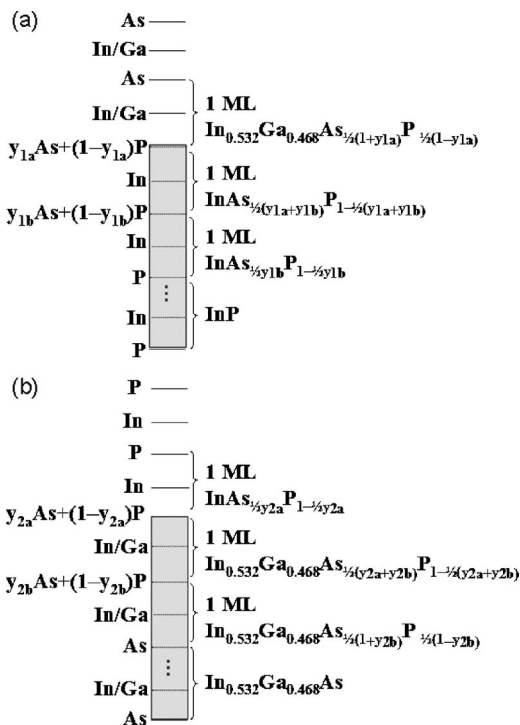 (a)
As
In/Ga
As
In/Ga
1 ML
In₀.₅₃₂Ga₀.₄₆₈As½(1+y1a)P ½(1–y1a)
y₁ₐAs+(1–y₁ₐ)P
In
1 ML
InAs½(y1a+y1b)P1–½(y1a+y1b)
y1bAs+(1–y1b)P
In
1 ML
InAs½y1bP1–½y1b
P
⋮
In
InP
P
(b)
P
In
P
In
1 ML
InAs½y2aP1–½y2a
y2aAs+(1–y2a)P
In/Ga
1 ML
In₀.₅₃₂Ga₀.₄₆₈As½(y2a+y2b)P1–½(y2a+y2b)
y2bAs+(1–y2b)P
In/Ga
1 ML
In₀.₅₃₂Ga₀.₄₆₈As½(1+y2b)P ½(1–y2b)
As
⋮
In/Ga
In₀.₅₃₂Ga₀.₄₆₈As
As